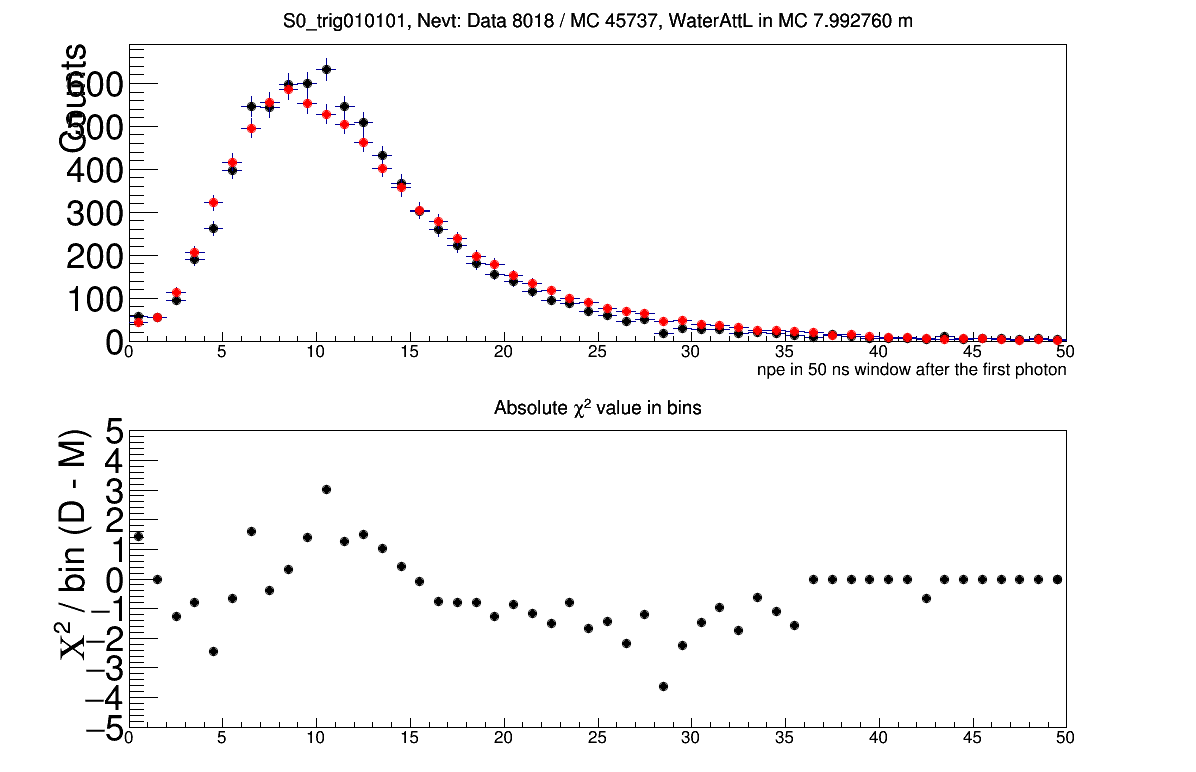 S0_trig010101, Nevt: Data 8018 / MC 45737, WaterAttL in MC 7.992760 m
Counts
600
500
400
300
200
100
0
0 5 10 15 20 25 30 35 40 45 50
npe in 50 ns window after the first photon
Absolute χ² value in bins
X² / bin (D - M)
5
4
3
2
1
0
−1
−2
−3
−4
−5
0 5 10 15 20 25 30 35 40 45 50